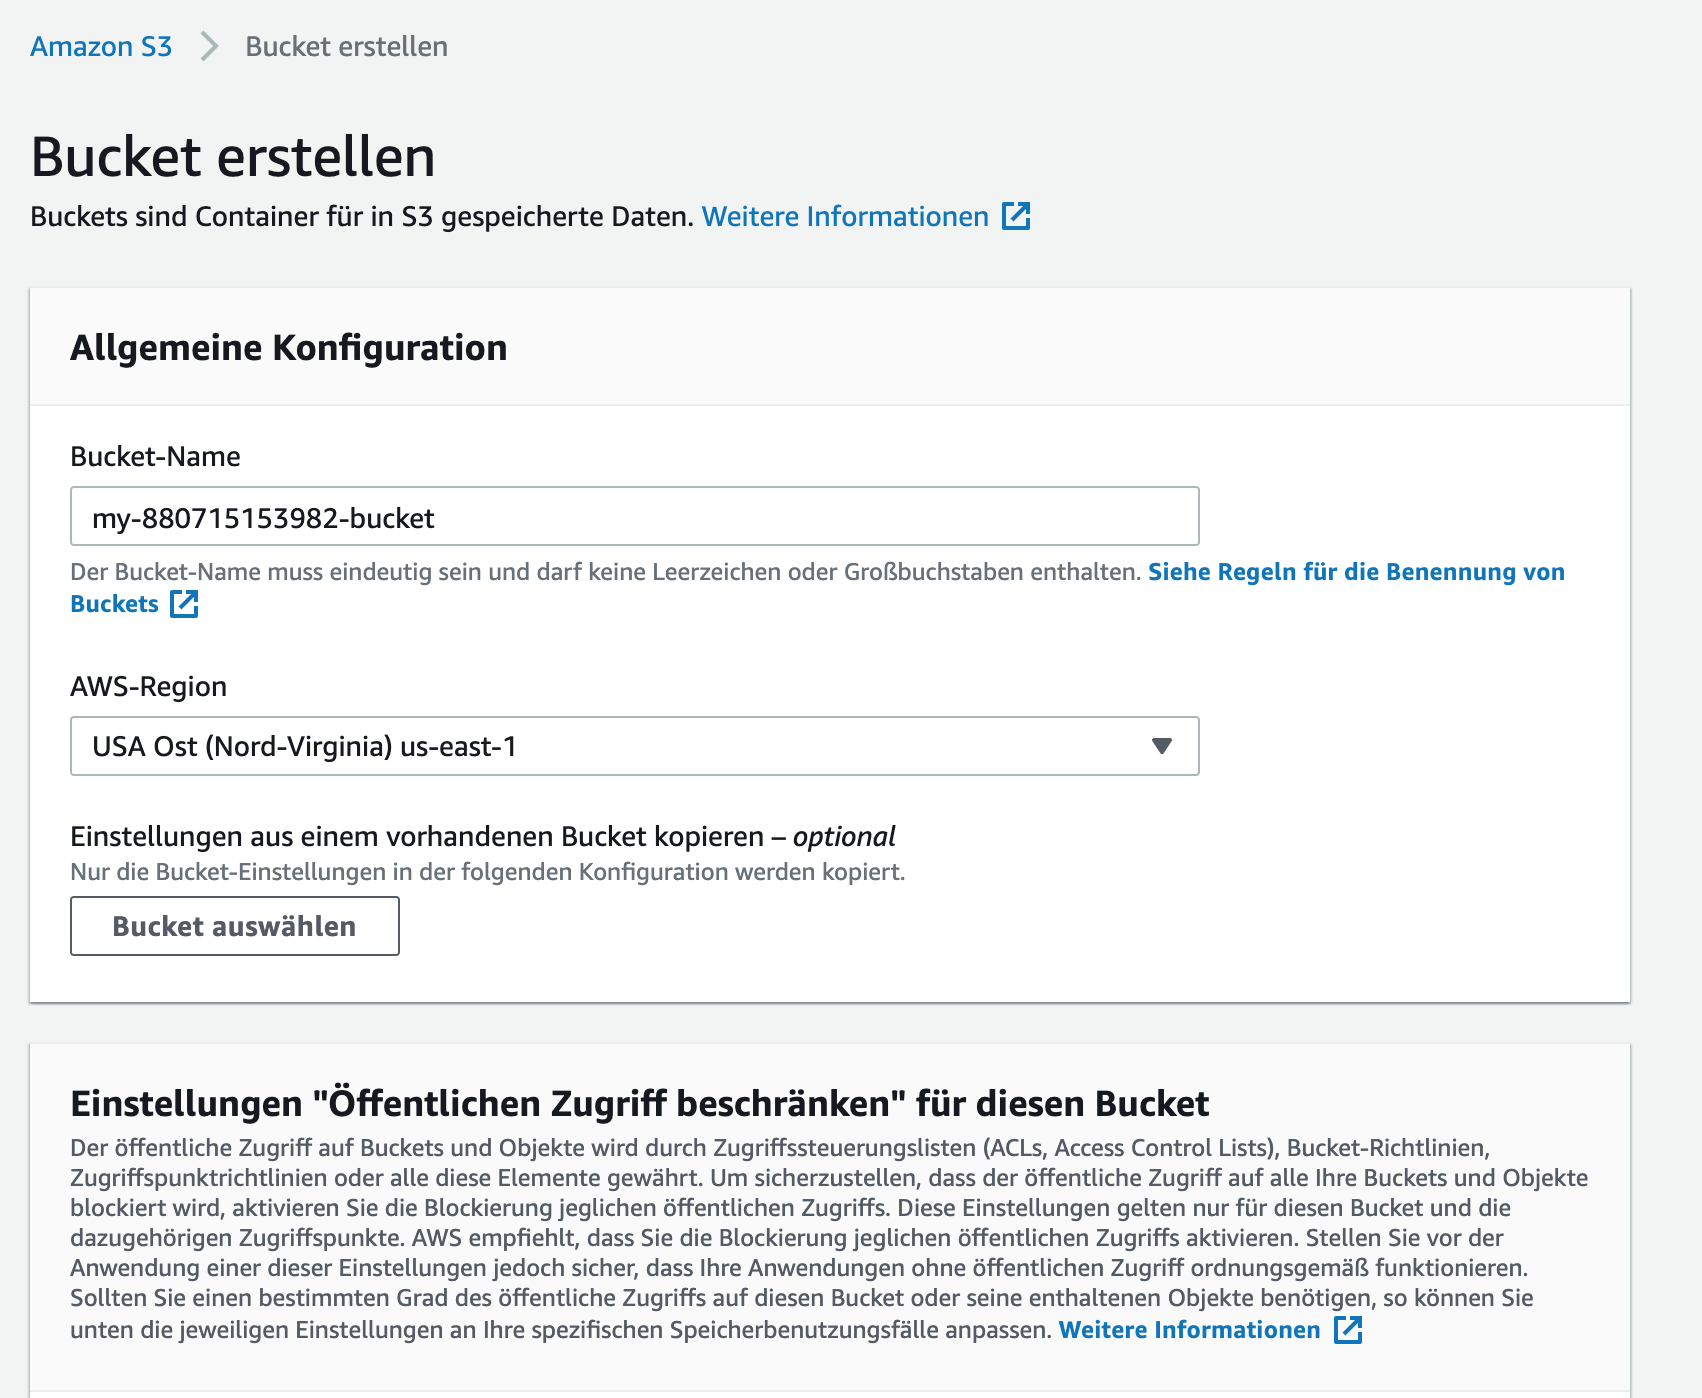 Amazon S3 > Bucket erstellen
Bucket erstellen
Buckets sind Container für in S3 gespeicherte Daten. Weitere Informationen
Allgemeine Konfiguration
Bucket-Name
my-880715153982-bucket
Der Bucket-Name muss eindeutig sein und darf keine Leerzeichen oder Großbuchstaben enthalten. Siehe Regeln für die Benennung von
Buckets
AWS-Region
USA Ost (Nord-Virginia) us-east-1
Einstellungen aus einem vorhandenen Bucket kopieren – optional
Nur die Bucket-Einstellungen in der folgenden Konfiguration werden kopiert.
Bucket auswählen
Einstellungen "Öffentlichen Zugriff beschränken" für diesen Bucket
Der öffentliche Zugriff auf Buckets und Objekte wird durch Zugriffssteuerungslisten (ACLs, Access Control Lists), Bucket-Richtlinien,
Zugriffspunktrichtlinien oder alle diese Elemente gewährt. Um sicherzustellen, dass der öffentliche Zugriff auf alle Ihre Buckets und Objekte
blockiert wird, aktivieren Sie die Blockierung jeglichen öffentlichen Zugriffs. Diese Einstellungen gelten nur für diesen Bucket und die
dazugehörigen Zugriffspunkte. AWS empfiehlt, dass Sie die Blockierung jeglichen öffentlichen Zugriffs aktivieren. Stellen Sie vor der
Anwendung einer dieser Einstellungen jedoch sicher, dass Ihre Anwendungen ohne öffentlichen Zugriff ordnungsgemäß funktionieren.
Sollten Sie einen bestimmten Grad des öffentliche Zugriffs auf diesen Bucket oder seine enthaltenen Objekte benötigen, so können Sie
unten die jeweiligen Einstellungen an Ihre spezifischen Speicherbenutzungsfälle anpassen. Weitere Informationen